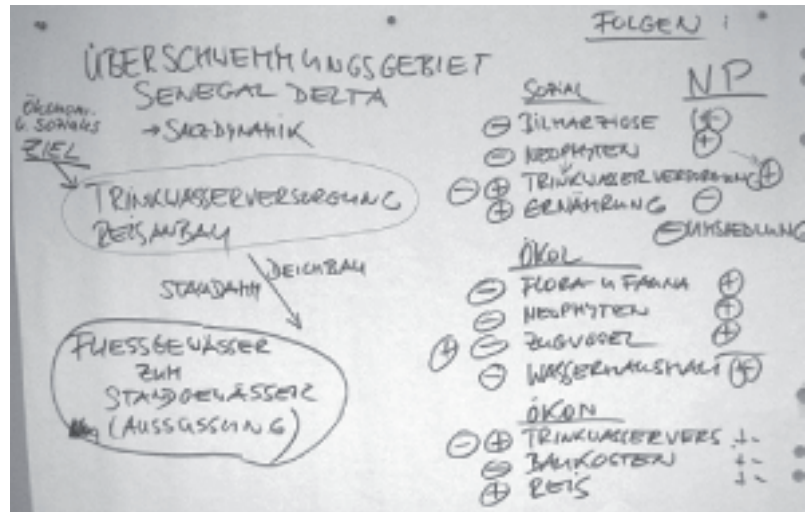 ÜBERSCHWEMMUNGSGEBIET
SENEGAL DELTA
→ SALZDYNAMIK
ÖKONOM.
U. SOZIALES
ZIEL
TRINKWASSERVERSORGUNG
REISANBAU
STAUDAMM
DEICHBAU
FLIESSGEWÄSSER
ZUM
STANDGEWÄSSER
(AUSSÜSSUNG)
FOLGEN:
SOZIAL NP
⊖ BILHARZIOSE
⊖ NEOPHYTEN ⊕
⊖ ⊕ TRINKWASSERVERSORGUNG ⊕
⊕ ERNÄHRUNG ⊖
⊖ UMSIEDLUNG
ÖKOL
⊖ FLORA U FAUNA ⊕
⊖ NEOPHYTEN ⊕
⊕ ⊖ ZUGVÖGEL ⊕
⊖ WASSERHAUSHALT
ÖKON
⊖ ⊕ TRINKWASSERVERS +-
⊖ BAUKOSTEN +-
⊕ REIS +-